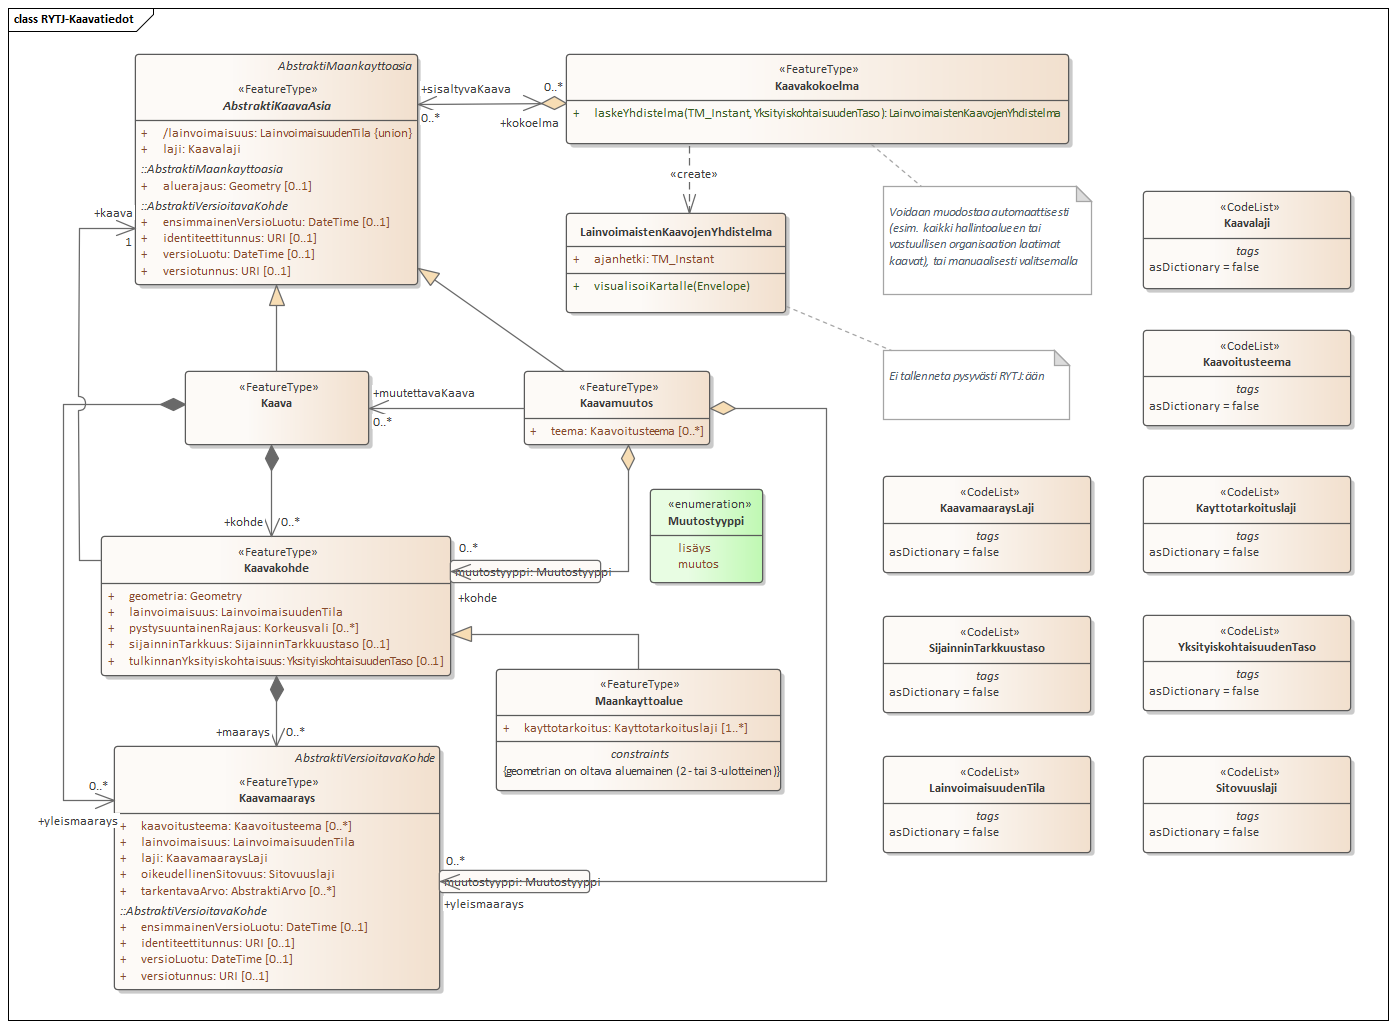 class RYTJ-Kaavatiedot
AbstraktiMaankayttoasia
«FeatureType»
AbstraktiKaavaAsia
+ /lainvoimaisuus: LainvoimaisuudenTila {union}
+ laji: Kaavalaji
::AbstraktiMaankayttoasia
+ aluerajaus: Geometry [0..1]
::AbstraktiVersioitavaKohde
+ ensimmainenVersioLuotu: DateTime [0..1]
+ identiteettitunnus: URI [0..1]
+ versioLuotu: DateTime [0..1]
+ versiotunnus: URI [0..1]
+sisaltyvaKaava
0..*
0..*
+kokoelma
«FeatureType»
Kaavakokoelma
+ laskeYhdistelma(TM_Instant, YksityiskohtaisuudenTaso): LainvoimaistenKaavojenYhdistelma
«create»
LainvoimaistenKaavojenYhdistelma
+ ajanhetki: TM_Instant
+ visualisoiKartalle(Envelope)
Voidaan muodostaa automaattisesti
(esim. kaikki hallintoalueen tai
vastuullisen organisaation laatimat
kaavat), tai manuaalisesti valitsemalla
Ei tallenneta pysyvästi RYTJ:ään
«CodeList»
Kaavalaji
tags
asDictionary = false
«CodeList»
Kaavoitusteema
tags
asDictionary = false
+kaava
1
«FeatureType»
Kaava
+muutettavaKaava
0..*
«FeatureType»
Kaavamuutos
+ teema: Kaavoitusteema [0..*]
«enumeration»
Muutostyyppi
lisäys
muutos
«CodeList»
KaavamaaraysLaji
tags
asDictionary = false
«CodeList»
Kayttotarkoituslaji
tags
asDictionary = false
+kohde
0..*
«FeatureType»
Kaavakohde
+ geometria: Geometry
+ lainvoimaisuus: LainvoimaisuudenTila
+ pystysuuntainenRajaus: Korkeusvali [0..*]
+ sijainninTarkkuus: SijainninTarkkuustaso [0..1]
+ tulkinnanYksityiskohtaisuus: YksityiskohtaisuudenTaso [0..1]
0..*
muutostyyppi: Muutostyyppi
+kohde
«FeatureType»
Maankayttoalue
+ kayttotarkoitus: Kayttotarkoituslaji [1..*]
constraints
{geometrian on oltava aluemainen (2- tai 3-ulotteinen)}
«CodeList»
SijainninTarkkuustaso
tags
asDictionary = false
«CodeList»
YksityiskohtaisuudenTaso
tags
asDictionary = false
+maarays
0..*
0..*
+yleismaarays
AbstraktiVersioitavaKohde
«FeatureType»
Kaavamaarays
+ kaavoitusteema: Kaavoitusteema [0..*]
+ lainvoimaisuus: LainvoimaisuudenTila
+ laji: KaavamaaraysLaji
+ oikeudellinenSitovuus: Sitovuuslaji
+ tarkentavaArvo: AbstraktiArvo [0..*]
::AbstraktiVersioitavaKohde
+ ensimmainenVersioLuotu: DateTime [0..1]
+ identiteettitunnus: URI [0..1]
+ versioLuotu: DateTime [0..1]
+ versiotunnus: URI [0..1]
0..*
muutostyyppi: Muutostyyppi
+yleismaarays
«CodeList»
LainvoimaisuudenTila
tags
asDictionary = false
«CodeList»
Sitovuuslaji
tags
asDictionary = false